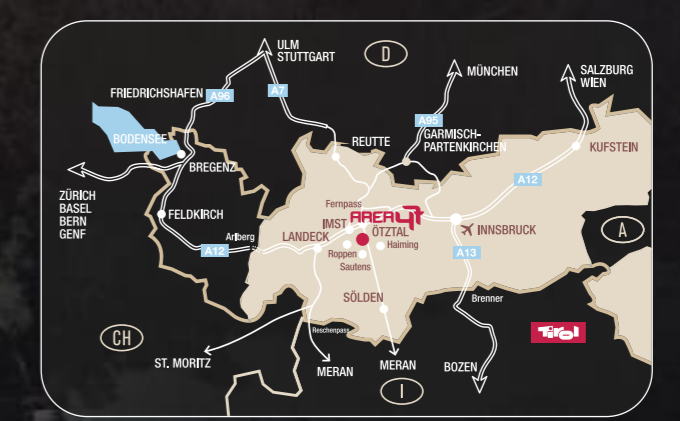 ULM
STUTTGART
D
MÜNCHEN
SALZBURG
WIEN
FRIEDRICHSHAFEN
A96
A7
A95
BODENSEE
REUTTE
GARMISCH-
PARTENKIRCHEN
KUFSTEIN
BREGENZ
A12
ZÜRICH
BASEL
BERN
GENF
Fernpass
FELDKIRCH
AREA 47
IMST
ÖTZTAL
INNSBRUCK
A
Arlberg
LANDECK
A12
Haiming
A13
Roppen
Sautens
SÖLDEN
Brenner
Reschenpass
CH
Tirol
ST. MORITZ
MERAN
MERAN
BOZEN
I